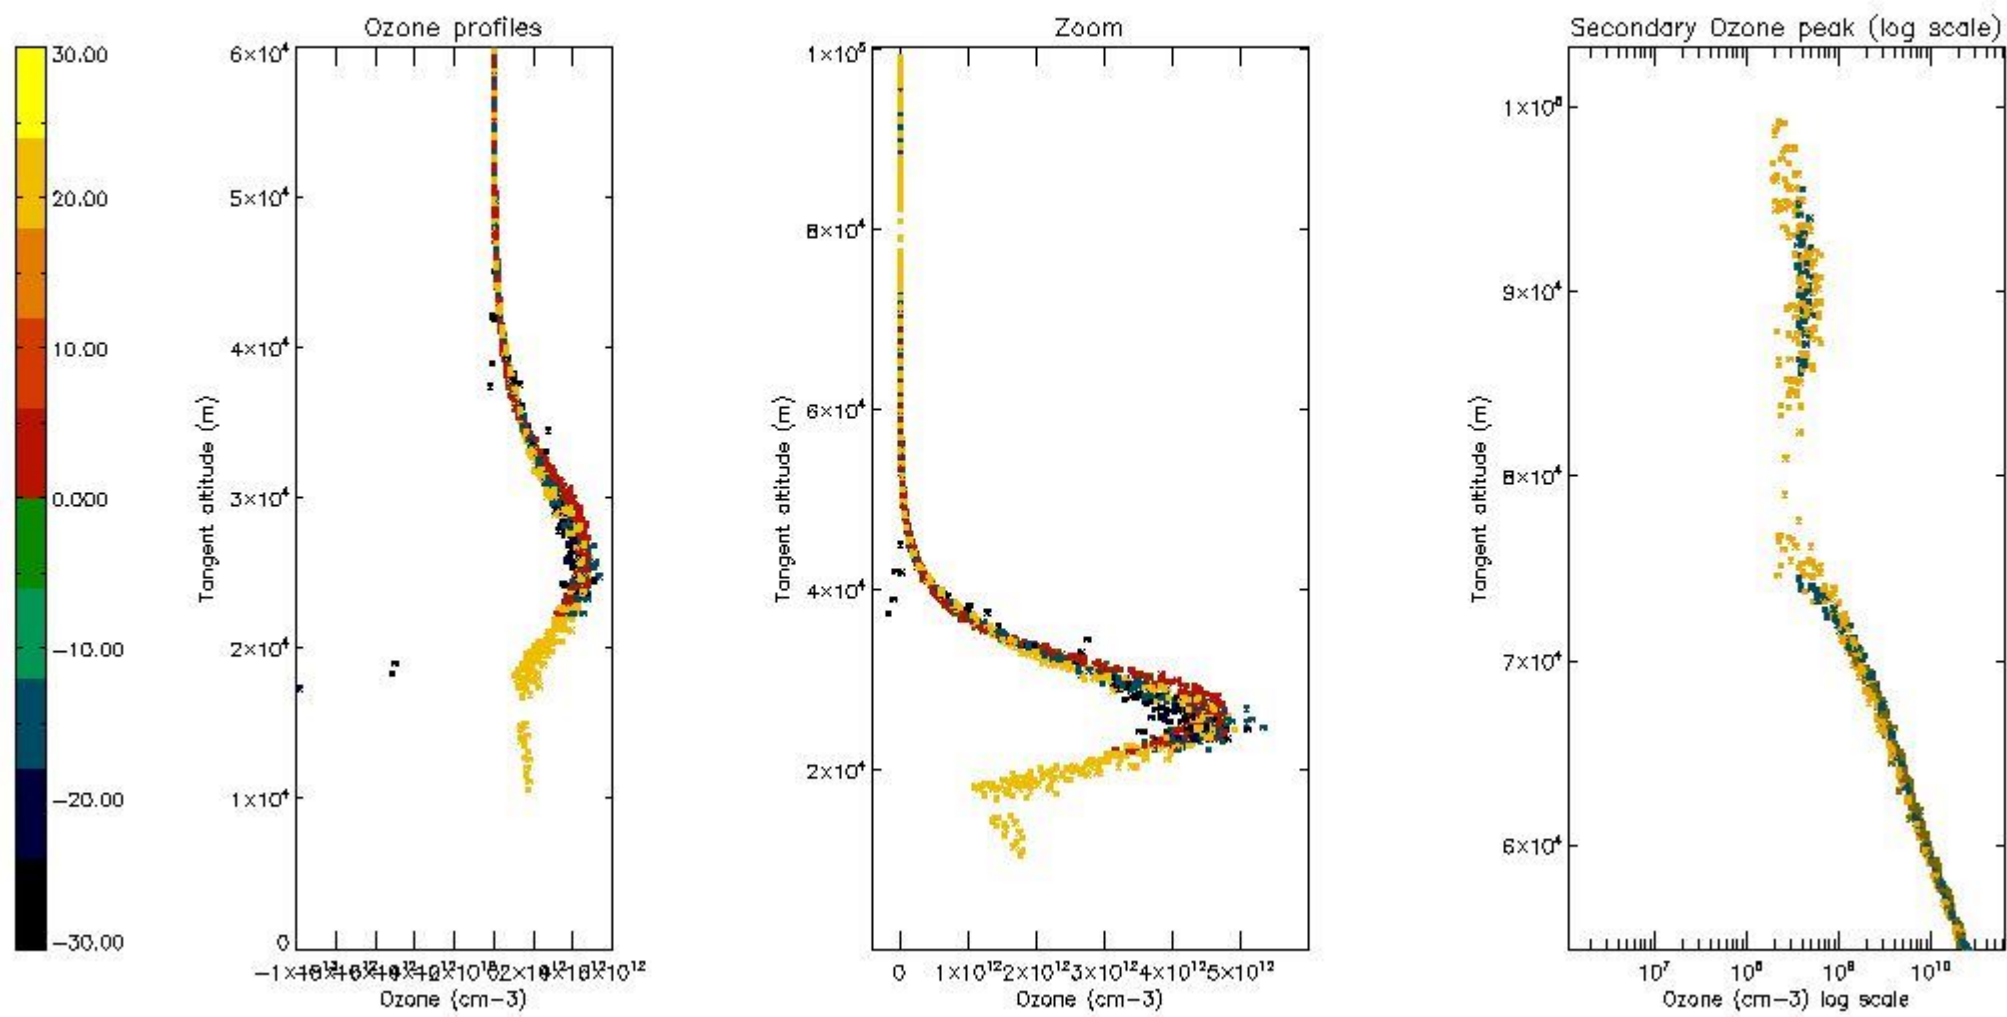 Ozone profiles
Zoom
Secondary Ozone peak (log scale)
30.00
20.00
10.00
0.000
−10.00
−20.00
−30.00
6×10⁴
5×10⁴
4×10⁴
3×10⁴
2×10⁴
1×10⁴
0
Tangent altitude (m)
Ozone (cm−3)
1×10⁵
8×10⁴
6×10⁴
4×10⁴
2×10⁴
Tangent altitude (m)
0 1×10¹² 2×10¹² 3×10¹² 4×10¹² 5×10¹²
Ozone (cm−3)
9×10⁴
8×10⁴
7×10⁴
6×10⁴
Tangent altitude (m)
10⁷ 10⁸ 10⁹ 10¹⁰
Ozone (cm−3) log scale